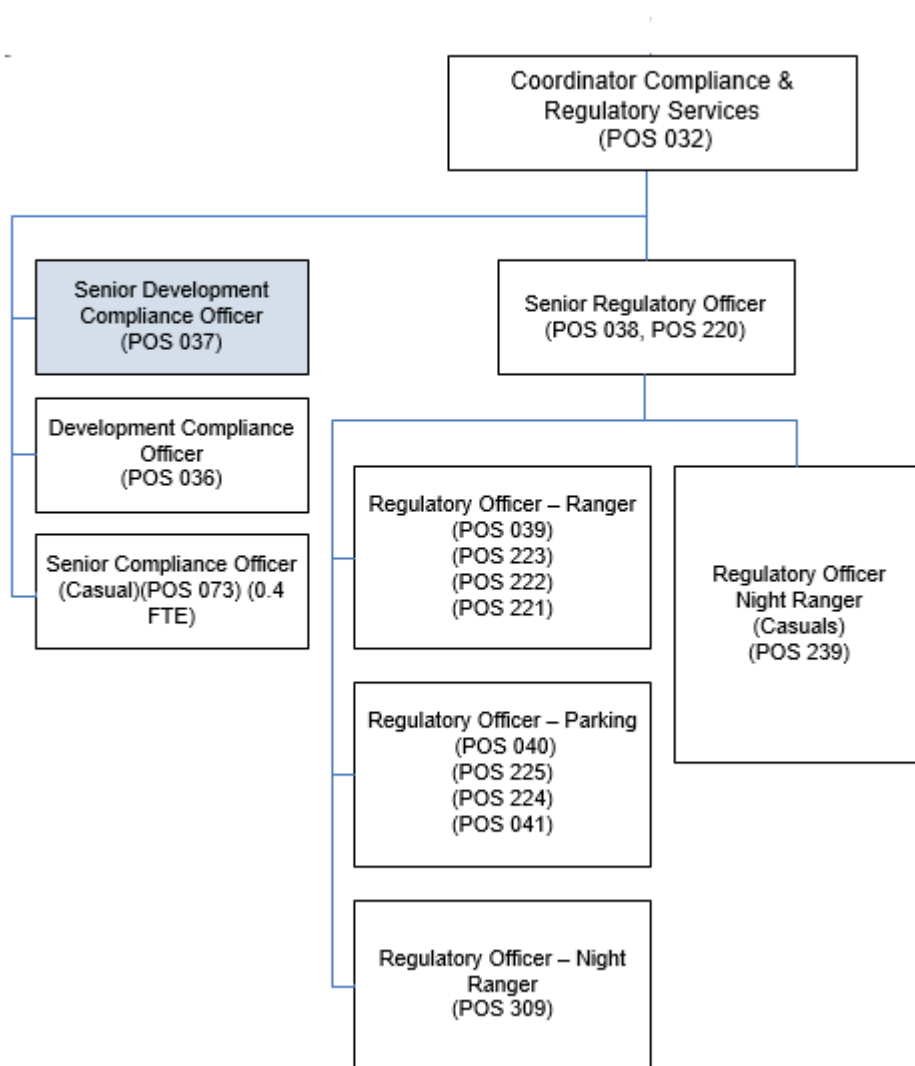 Coordinator Compliance &
Regulatory Services
(POS 032)
Senior Development
Compliance Officer
(POS 037)
Senior Regulatory Officer
(POS 038, POS 220)
Development Compliance
Officer
(POS 036)
Senior Compliance Officer
(Casual)(POS 073) (0.4
FTE)
Regulatory Officer – Ranger
(POS 039)
(POS 223)
(POS 222)
(POS 221)
Regulatory Officer
Night Ranger
(Casuals)
(POS 239)
Regulatory Officer – Parking
(POS 040)
(POS 225)
(POS 224)
(POS 041)
Regulatory Officer – Night
Ranger
(POS 309)